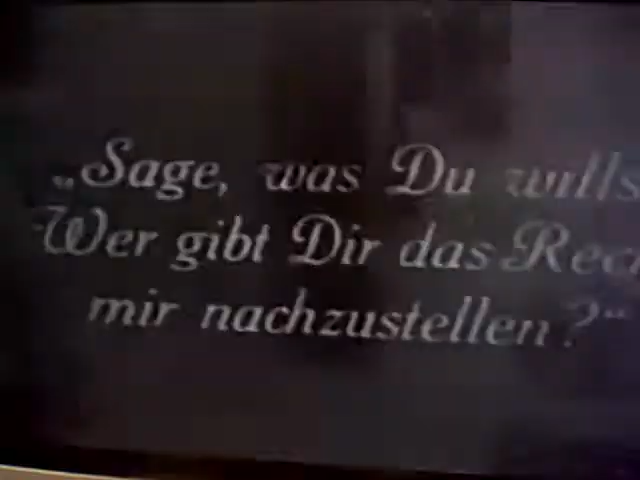 „Sage, was Du wills
Wer gibt Dir das Rec
mir nachzustellen?“